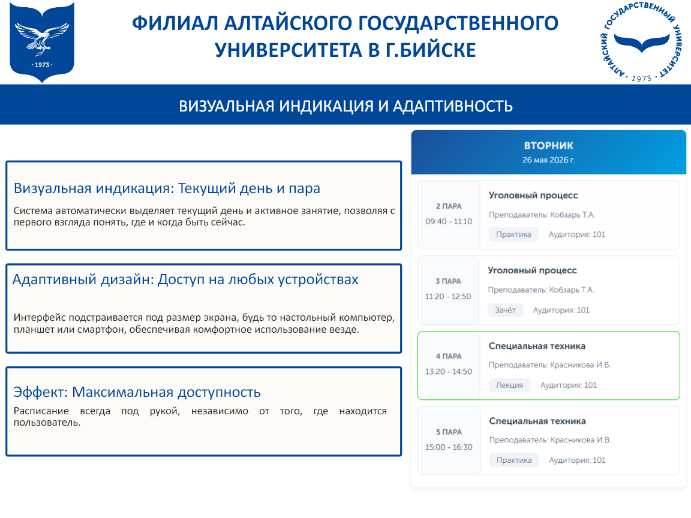 ФИЛИАЛ АЛТАЙСКОГО ГОСУДАРСТВЕННОГО
УНИВЕРСИТЕТА В Г.БИЙСКЕ
·1973·
АЛТАЙСКИЙ ГОСУДАРСТВЕННЫЙ УНИВЕРСИТЕТ
· 1973 ·
ВИЗУАЛЬНАЯ ИНДИКАЦИЯ И АДАПТИВНОСТЬ
Визуальная индикация: Текущий день и пара
Система автоматически выделяет текущий день и активное занятие, позволяя с
первого взгляда понять, где и когда быть сейчас.
Адаптивный дизайн: Доступ на любых устройствах
Интерфейс подстраивается под размер экрана, будь то настольный компьютер,
планшет или смартфон, обеспечивая комфортное использование везде.
Эффект: Максимальная доступность
Расписание всегда под рукой, независимо от того, где находится
пользователь.
ВТОРНИК
26 мая 2026 г.
2 ПАРА
09:40 - 11:10
Уголовный процесс
Преподаватель: Кобзарь Т.А.
Практика Аудитория: 101
3 ПАРА
11:20 - 12:50
Уголовный процесс
Преподаватель: Кобзарь Т.А.
Зачёт Аудитория: 101
4 ПАРА
13:20 - 14:50
Специальная техника
Преподаватель: Красникова И.В.
Лекция Аудитория: 101
5 ПАРА
15:00 - 16:30
Специальная техника
Преподаватель: Красникова И.В.
Практика Аудитория: 101